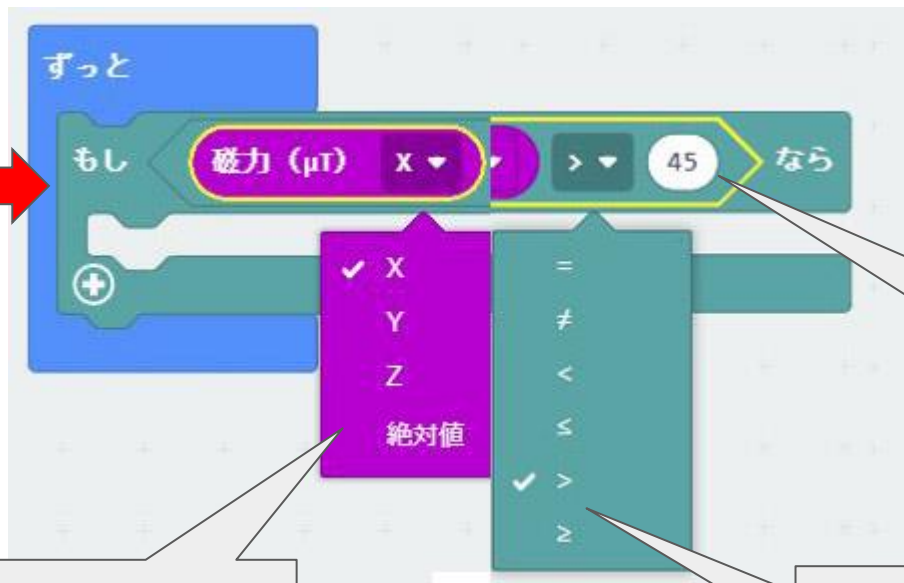 ずっと
もし 磁力 (μT) X > 45 なら
X
Y
Z
絶対値
=
≠
<
≤
>
≥